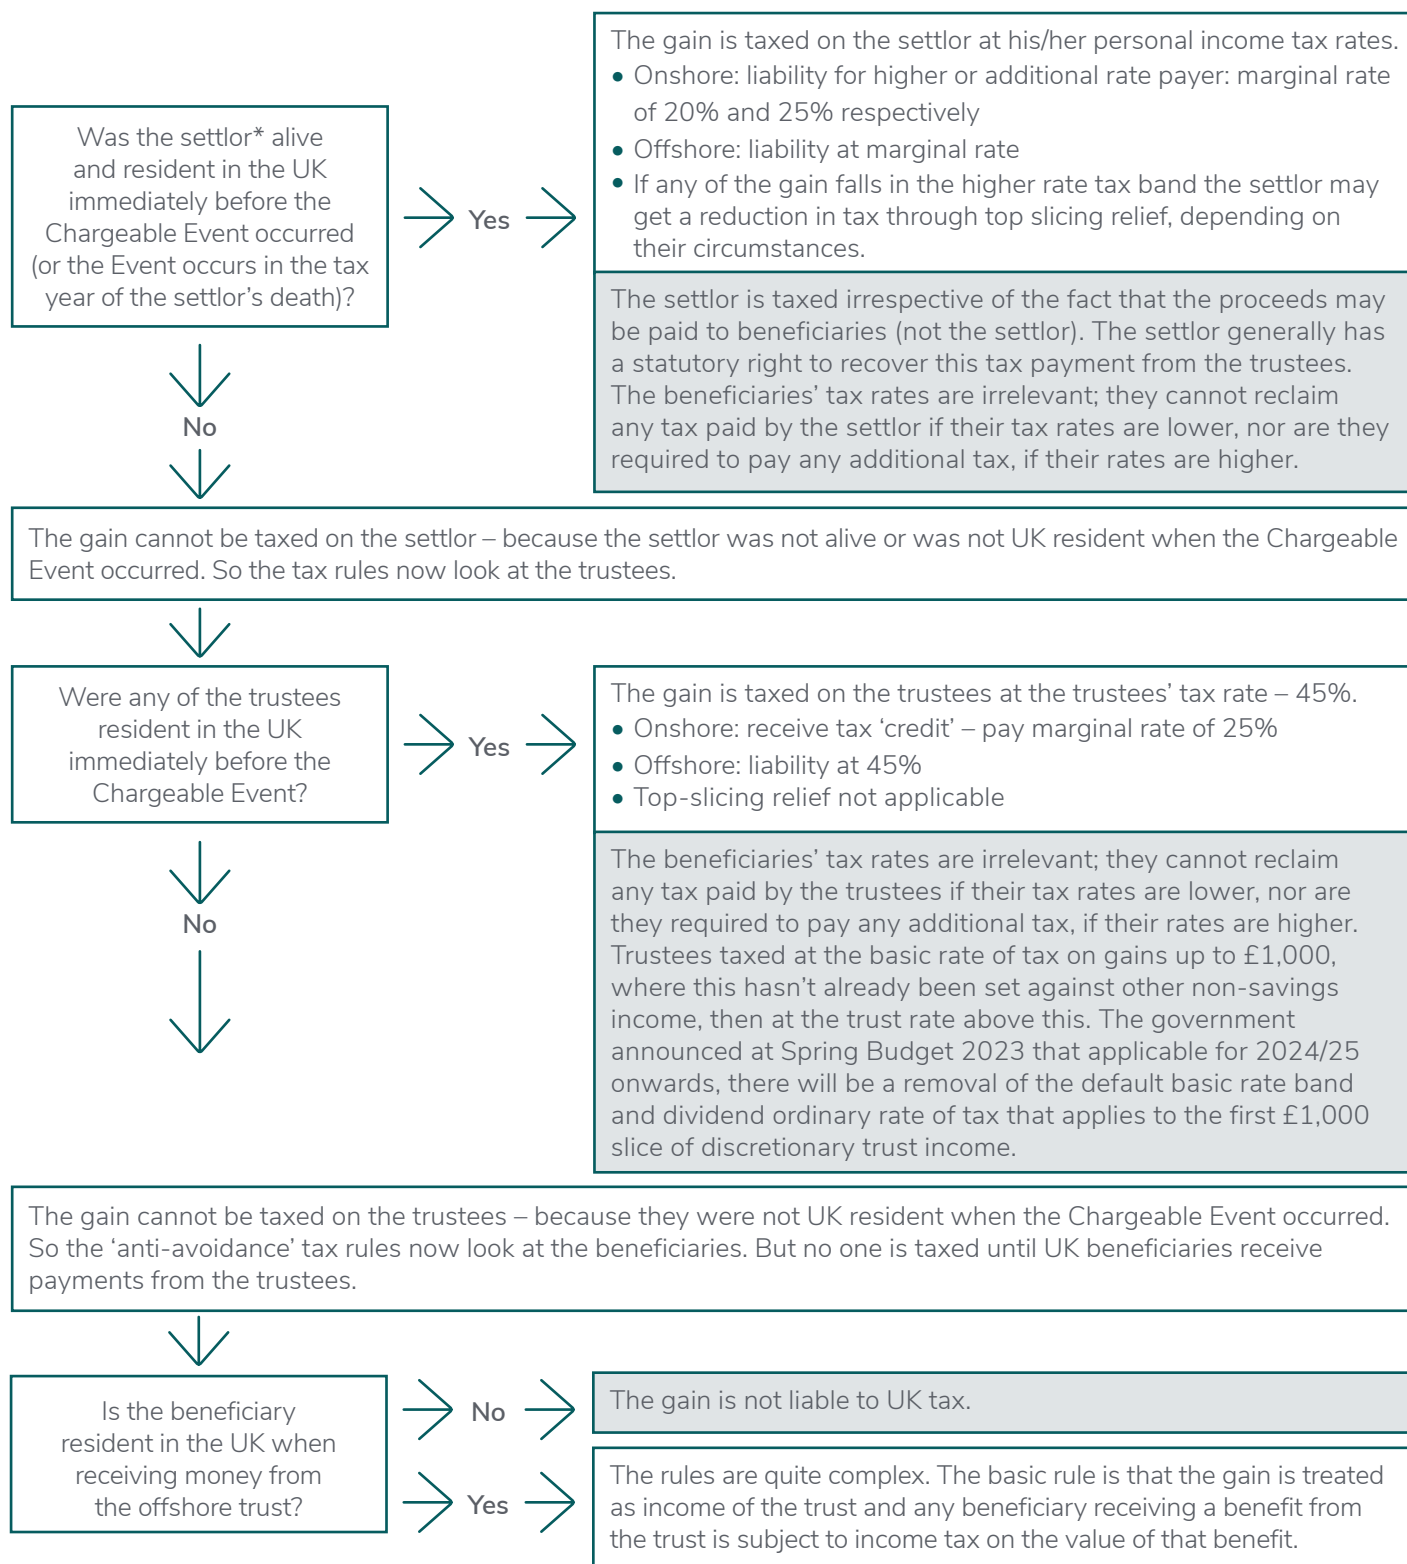 Was the settlor* alive
and resident in the UK
immediately before the
Chargeable Event occurred
(or the Event occurs in the tax
year of the settlor’s death)?
Yes
The gain is taxed on the settlor at his/her personal income tax rates.
• Onshore: liability for higher or additional rate payer: marginal rate
of 20% and 25% respectively
• Offshore: liability at marginal rate
• If any of the gain falls in the higher rate tax band the settlor may
get a reduction in tax through top slicing relief, depending on
their circumstances.
The settlor is taxed irrespective of the fact that the proceeds may
be paid to beneficiaries (not the settlor). The settlor generally has
a statutory right to recover this tax payment from the trustees.
The beneficiaries’ tax rates are irrelevant; they cannot reclaim
any tax paid by the settlor if their tax rates are lower, nor are they
required to pay any additional tax, if their rates are higher.
No
The gain cannot be taxed on the settlor – because the settlor was not alive or was not UK resident when the Chargeable
Event occurred. So the tax rules now look at the trustees.
Were any of the trustees
resident in the UK
immediately before the
Chargeable Event?
Yes
The gain is taxed on the trustees at the trustees’ tax rate – 45%.
• Onshore: receive tax ‘credit’ – pay marginal rate of 25%
• Offshore: liability at 45%
• Top-slicing relief not applicable
The beneficiaries’ tax rates are irrelevant; they cannot reclaim
any tax paid by the trustees if their tax rates are lower, nor are
they required to pay any additional tax, if their rates are higher.
Trustees taxed at the basic rate of tax on gains up to £1,000,
where this hasn’t already been set against other non-savings
income, then at the trust rate above this. The government
announced at Spring Budget 2023 that applicable for 2024/25
onwards, there will be a removal of the default basic rate band
and dividend ordinary rate of tax that applies to the first £1,000
slice of discretionary trust income.
No
The gain cannot be taxed on the trustees – because they were not UK resident when the Chargeable Event occurred.
So the ‘anti-avoidance’ tax rules now look at the beneficiaries. But no one is taxed until UK beneficiaries receive
payments from the trustees.
Is the beneficiary
resident in the UK when
receiving money from
the offshore trust?
No
The gain is not liable to UK tax.
Yes
The rules are quite complex. The basic rule is that the gain is treated
as income of the trust and any beneficiary receiving a benefit from
the trust is subject to income tax on the value of that benefit.